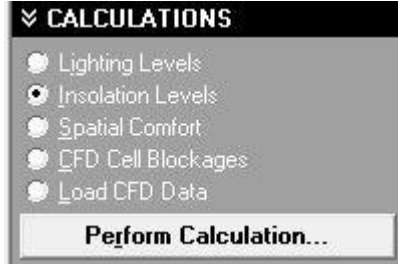 CALCULATIONS
Lighting Levels
Insolation Levels
Spatial Comfort
CFD Cell Blockages
Load CFD Data
Perform Calculation...